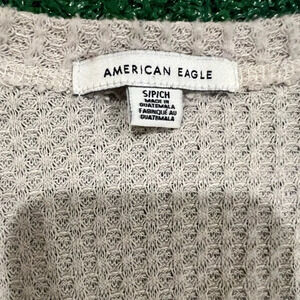 AMERICAN EAGLE
S/P/CH
MADE IN
GUATEMALA
FABRIQUÉ AU
GUATEMALA